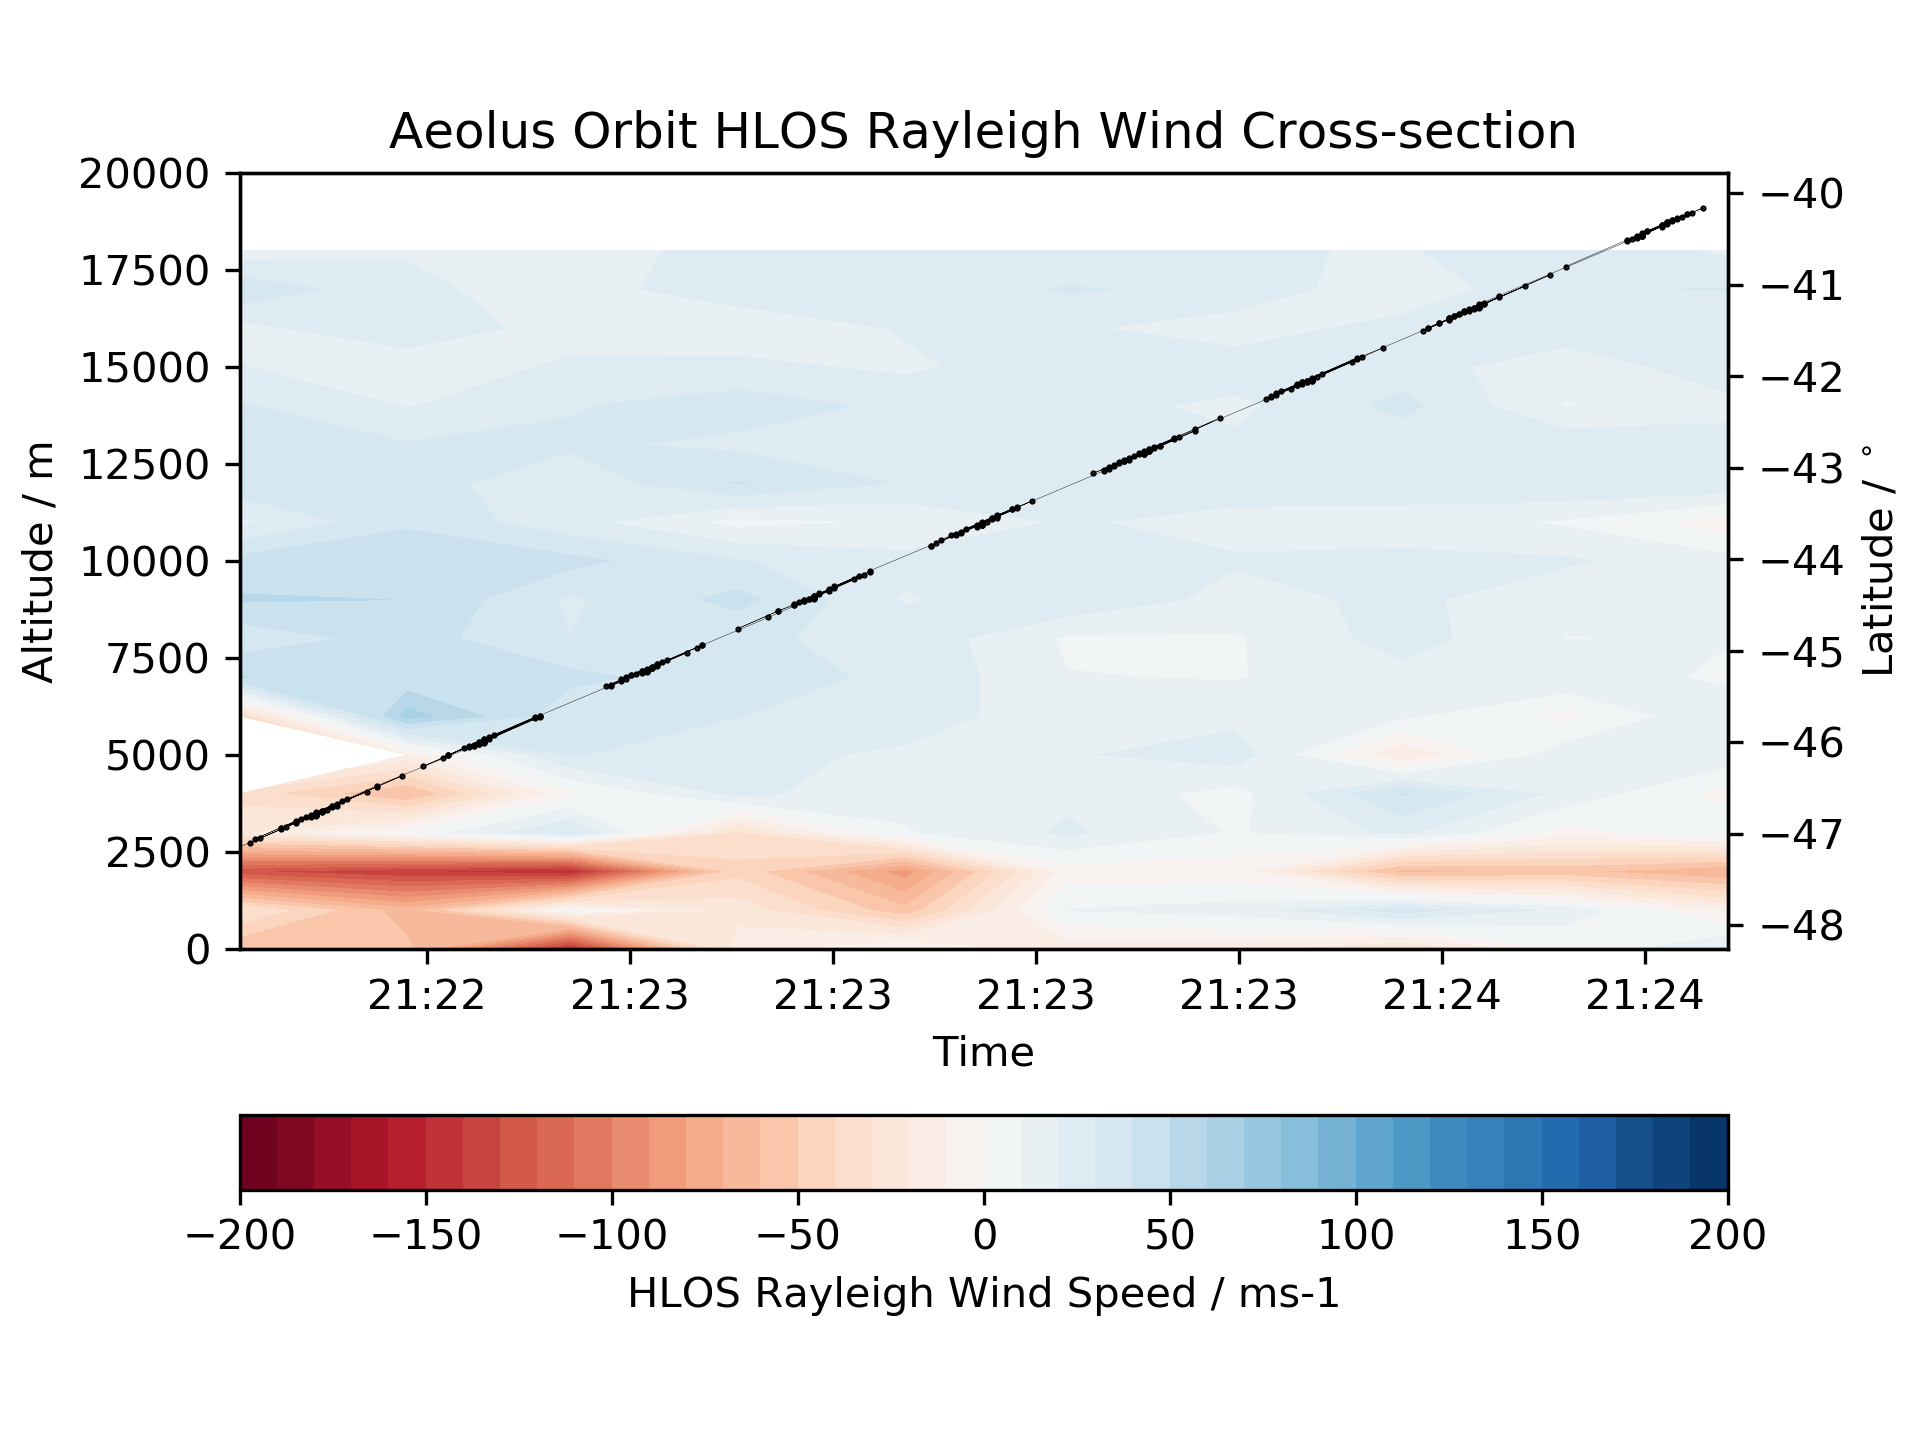 Aeolus Orbit HLOS Rayleigh Wind Cross-section
20000
17500
15000
12500
10000
7500
5000
2500
0
Altitude / m
−40
−41
−42
−43
−44
−45
−46
−47
−48
Latitude / °
21:22 21:23 21:23 21:23 21:23 21:24 21:24
Time
−200 −150 −100 −50 0 50 100 150 200
HLOS Rayleigh Wind Speed / ms-1